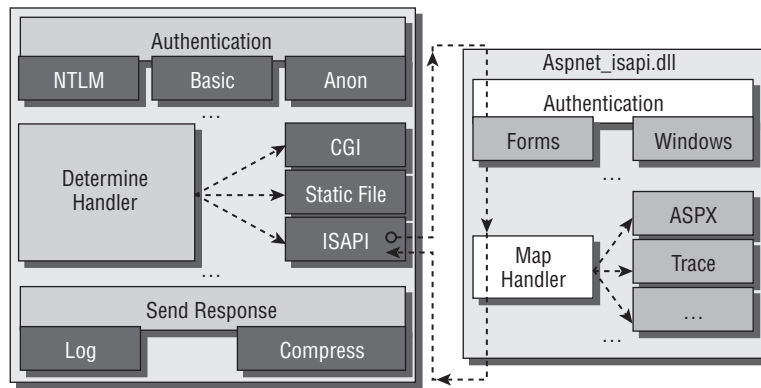 Authentication
NTLM
Basic
Anon
...
Determine
Handler
CGI
Static File
ISAPI
...
Send Response
Log
Compress
Aspnet_isapi.dll
Authentication
Forms
Windows
...
Map
Handler
ASPX
Trace
...
...